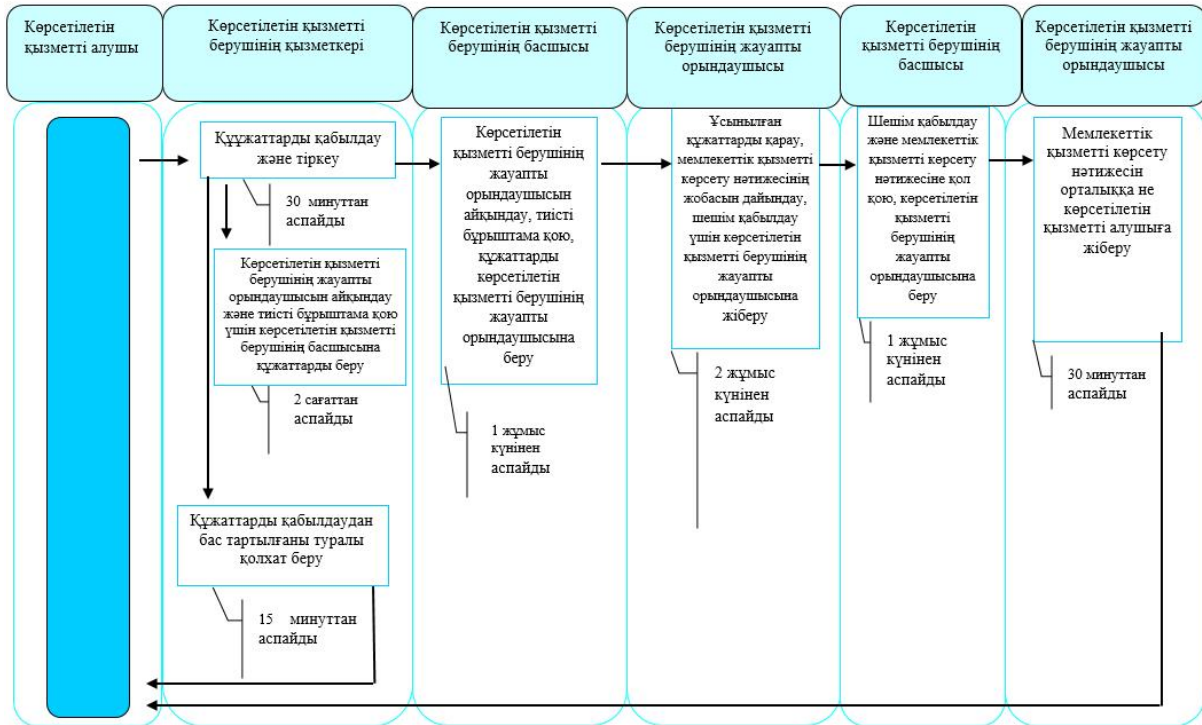 Көрсетілетін
қызметті алушы
Көрсетілетін қызметті
берушінің қызметкері
Көрсетілетін қызметті
берушінің басшысы
Көрсетілетін қызметті
берушінің жауапты
орындаушысы
Көрсетілетін
қызметті берушінің
басшысы
Көрсетілетін қызметті
берушінің жауапты
орындаушысы
Құұжаттарды қабылдау
және тіркеу
30 минуттан
аспайды
Көрсетілетін қызметті
берушінің жауапты
орындаушысын айқындау
және тиісті бұрыштама қою
үшін көрсетілетін қызметті
берушінің басшысына
құжаттарды беру
2 сағаттан
аспайды
Құжаттарды қабылдаудан
бас тартылғаны туралы
қолхат беру
15 минуттан
аспайды
Көрсетілетін
қызметті берушінің
жауапты
орындаушысын
айқындау, тиісті
бұрыштама қою,
құжаттарды
көрсетілетін
қызметті берушінің
жауапты
орындаушысына
беру
1 жұмыс
күнінен
аспайды
Ұсынылған
құжаттарды қарау,
мемлекеттік қызметті
көрсету нәтижесінің
жобасын дайындау,
шешім қабылдау
үшін көрсетілетін
қызметті берушінің
жауапты
орындаушысына
жіберу
2 жұмыс
күнінен
аспайды
Шешім қабылдау
және мемлекеттік
қызметті көрсету
нәтижесіне қол
қою, көрсетілетін
қызметті
берушінің
жауапты
орындаушысына
беру
1 жұмыс
күнінен
аспайды
Мемлекеттік
қызметті көрсету
нәтижесін
орталыққа не
көрсетілетін
қызметті алушыға
жіберу
30 минуттан
аспайды